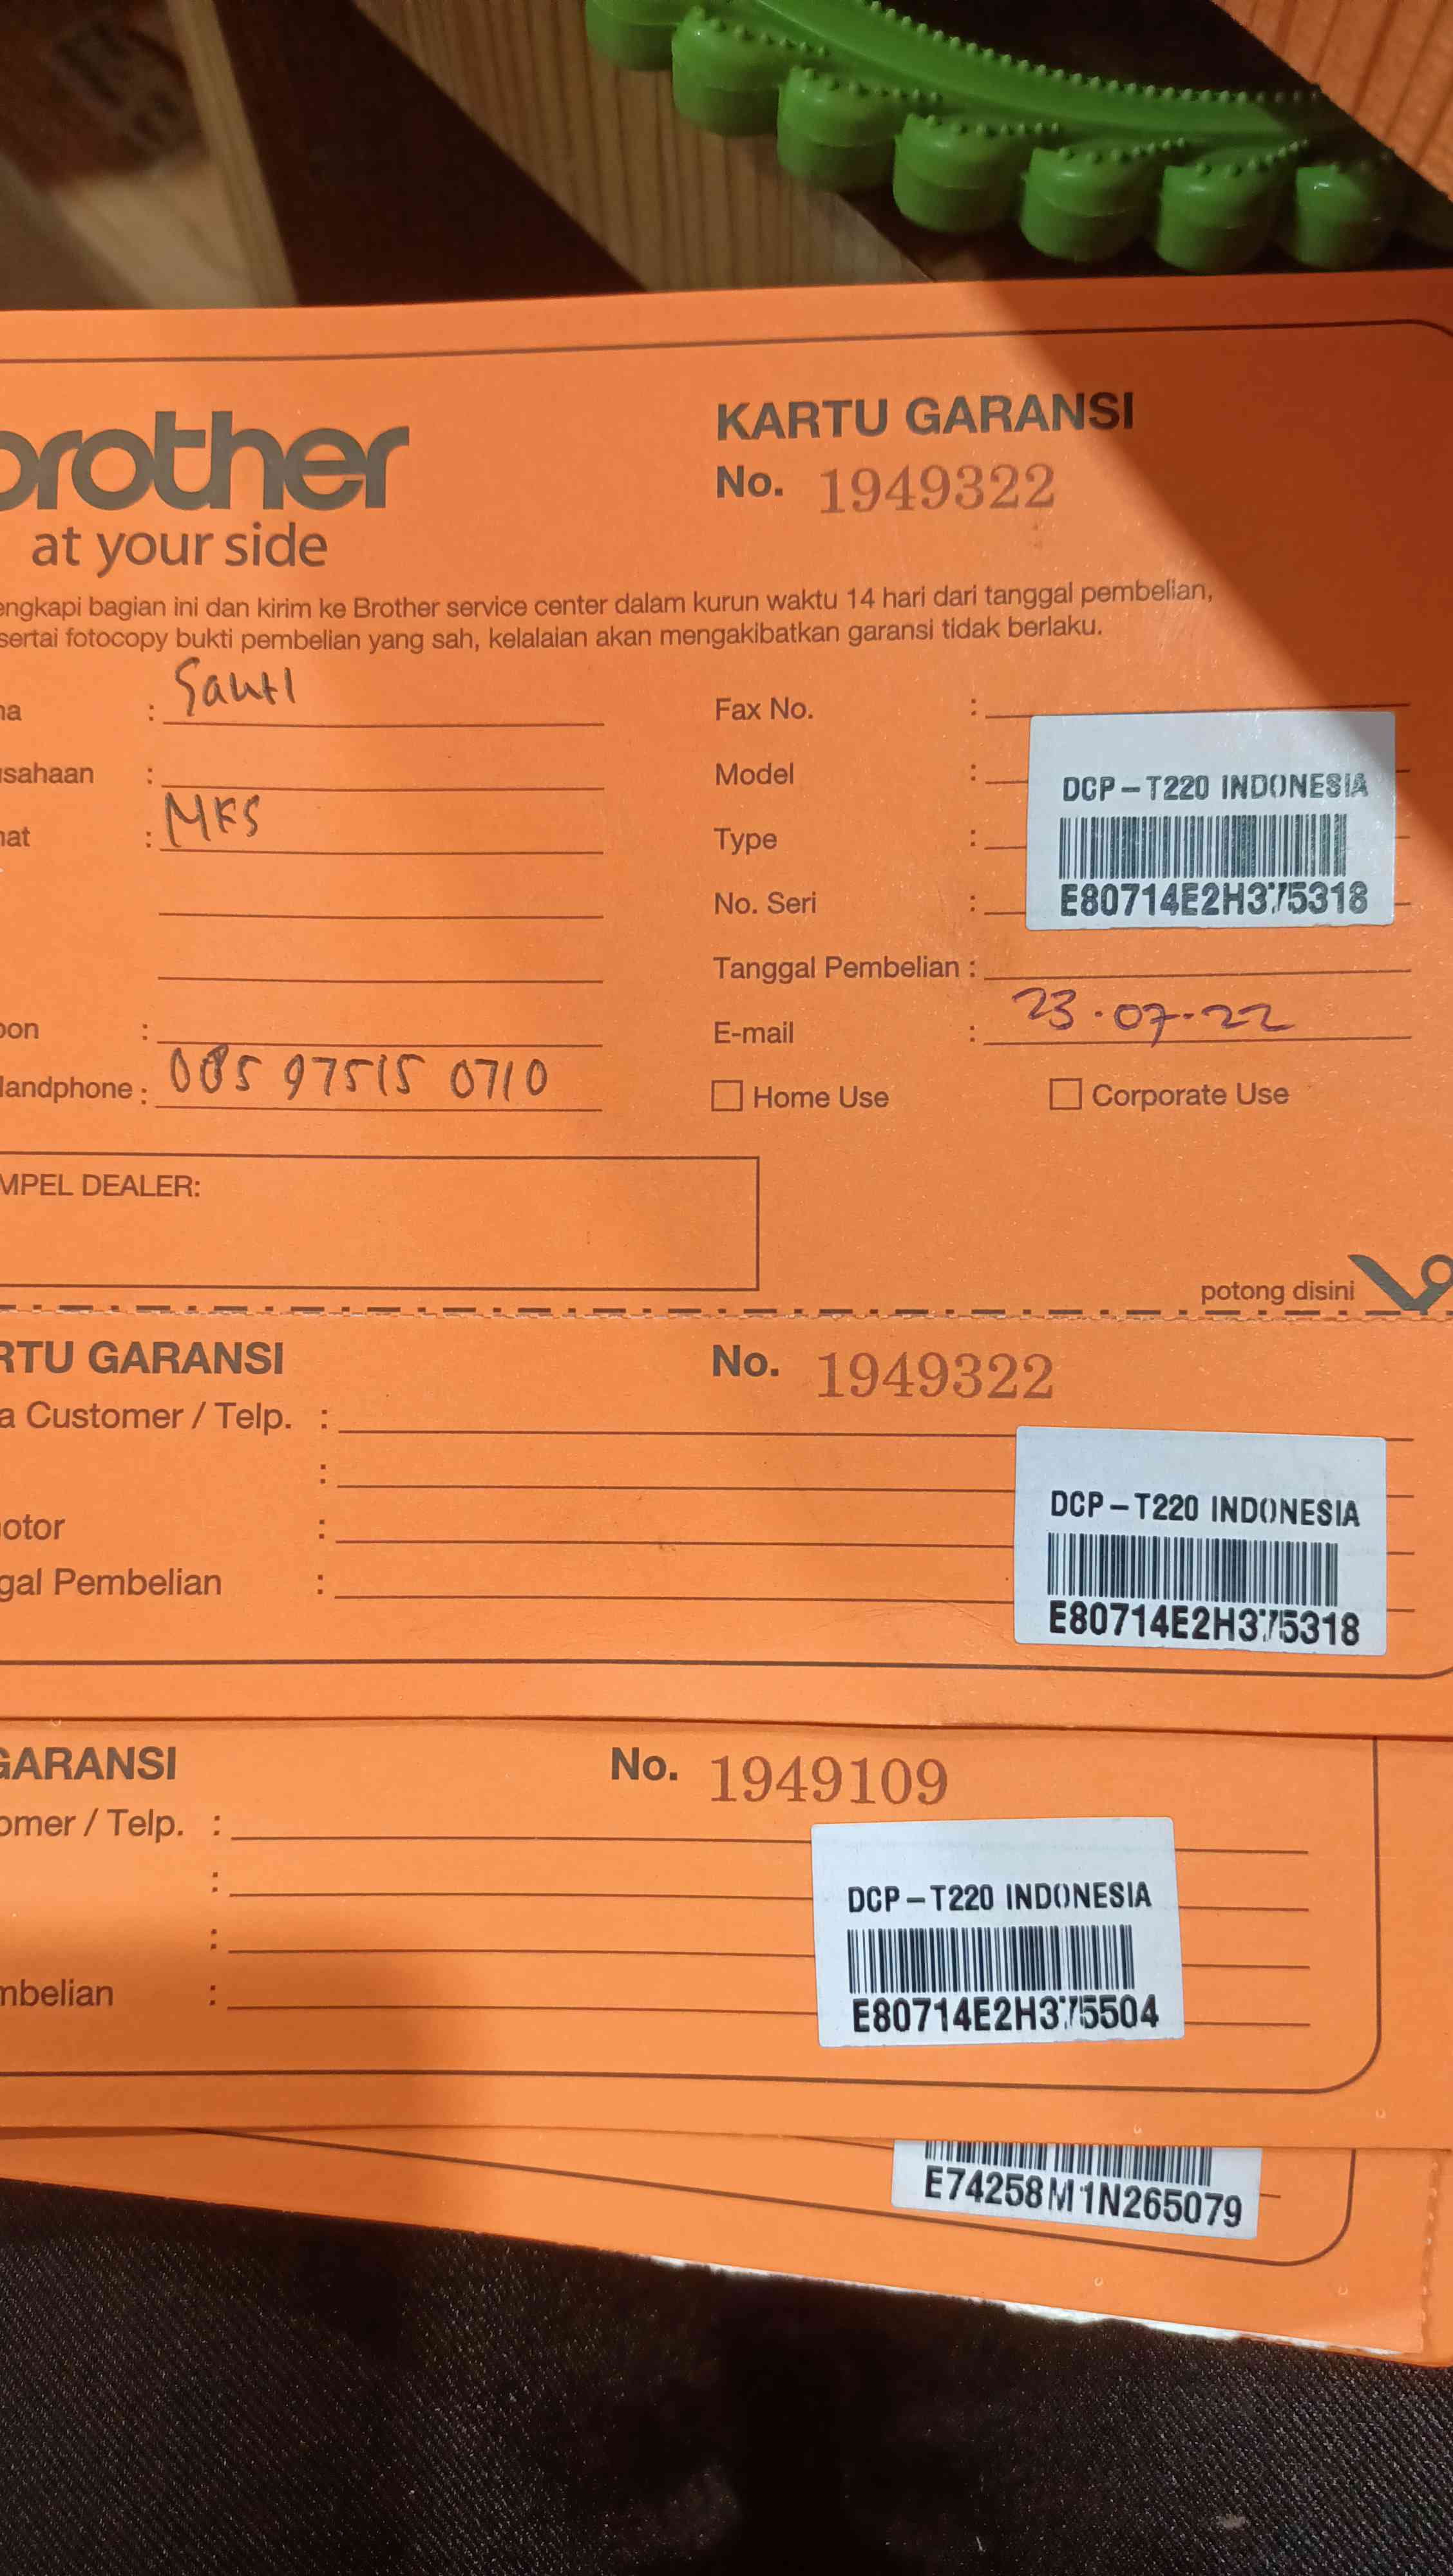 brother
at your side
KARTU GARANSI
No. 1949322
engkapi bagian ini dan kirim ke Brother service center dalam kurun waktu 14 hari dari tanggal pembelian,
sertai fotocopy bukti pembelian yang sah, kelalaian akan mengakibatkan garansi tidak berlaku.
na : Santi
usahaan :
mat : MKS
pon :
Handphone : 085 97515 0710
Fax No. :
Model :
Type :
No. Seri :
DCP-T220 INDONESIA
E80714E2H375318
Tanggal Pembelian :
23.07.22
E-mail :
Home Use
Corporate Use
MPEL DEALER:
potong disini
RTU GARANSI
No. 1949322
a Customer / Telp. :
:
otor :
gal Pembelian :
DCP-T220 INDONESIA
E80714E2H375318
GARANSI
No. 1949109
omer / Telp. :
:
:
mbelian :
DCP-T220 INDONESIA
E80714E2H375504
E74258M1N265079